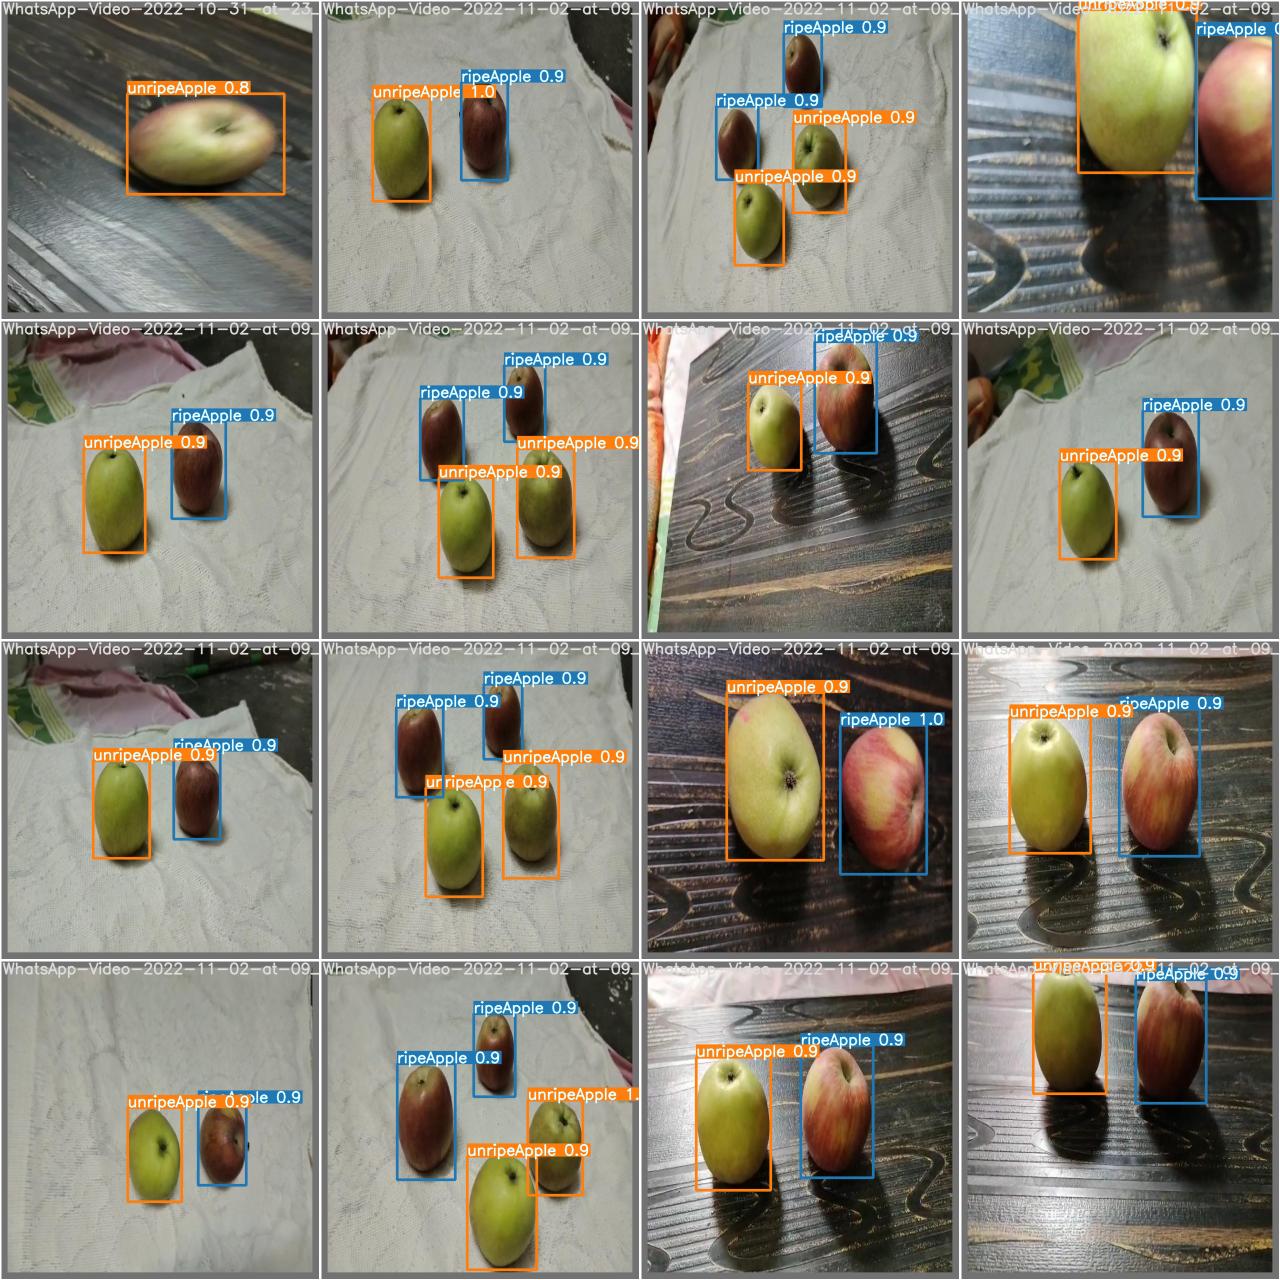 WhatsApp-Video-2022-10-31-at-23_
WhatsApp-Video-2022-11-02-at-09_
WhatsApp-Video-2022-11-02-at-09_
WhatsApp-Video-2022-11-02-at-09_
unripeApple 0.8
unripeApple 1.0
ripeApple 0.9
ripeApple 0.9
ripeApple 0.9
unripeApple 0.9
unripeApple 0.9
unripeApple 0.9
ripeApple 0
WhatsApp-Video-2022-11-02-at-09_
WhatsApp-Video-2022-11-02-at-09_
WhatsApp-Video-2022-11-02-at-09_
WhatsApp-Video-2022-11-02-at-09_
ripeApple 0.9
unripeApple 0.9
ripeApple 0.9
ripeApple 0.9
unripeApple 0.9
unripeApple 0.9
ripeApple 0.9
unripeApple 0.9
ripeApple 0.9
unripeApple 0.9
WhatsApp-Video-2022-11-02-at-09_
WhatsApp-Video-2022-11-02-at-09_
WhatsApp-Video-2022-11-02-at-09_
WhatsApp-Video-2022-11-02-at-09_
ripeApple 0.9
unripeApple 0.9
ripeApple 0.9
ripeApple 0.9
unripeApple 0.9
unripeApple 0.9
unripeApple 0.9
ripeApple 1.0
ripeApple 0.9
unripeApple 0.9
WhatsApp-Video-2022-11-02-at-09_
WhatsApp-Video-2022-11-02-at-09_
WhatsApp-Video-2022-11-02-at-09_
WhatsApp-Video-2022-11-02-at-09_
unripeApple 0.9
ripeApple 0.9
ripeApple 0.9
ripeApple 0.9
unripeApple 1.
unripeApple 0.9
ripeApple 0.9
unripeApple 0.9
unripeApple 0.9
ripeApple 0.9